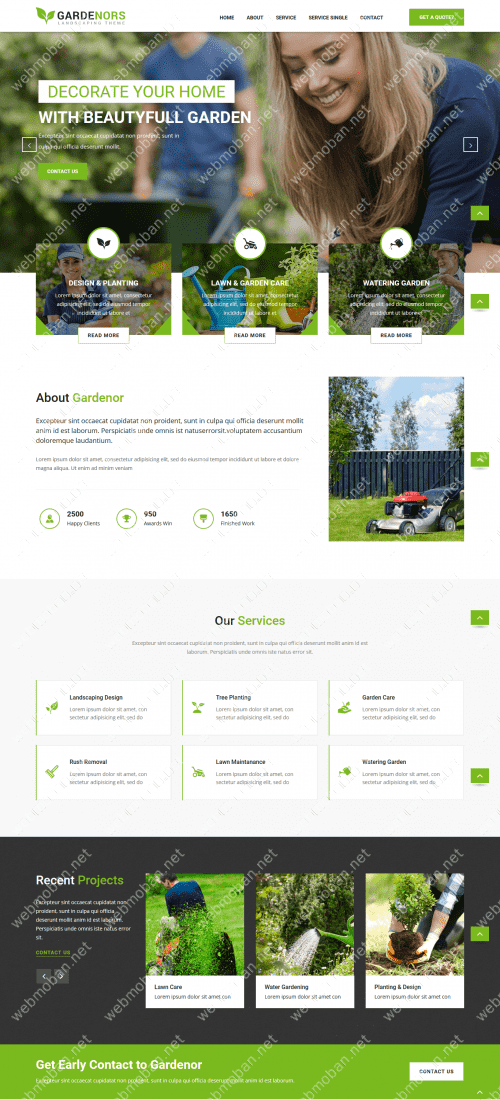 GARDENORS
LANDSCAPING THEME
HOME ABOUT SERVICE SERVICE SINGLE CONTACT
GET A QUOTE?
DECORATE YOUR HOME
WITH BEAUTYFULL GARDEN
Excepteur sint occaecat cupidatat non proident, sunt in
culpa qui officia deserunt mollit.
CONTACT US
DESIGN & PLANTING
Lorem ipsum dolor sit amet, consectetur
adipisicing elit, sed do eiusmod tempor
incididunt ut labore et
READ MORE
LAWN & GARDEN CARE
Lorem ipsum dolor sit amet, consectetur
adipisicing elit, sed do eiusmod tempor
incididunt ut labore et
READ MORE
WATERING GARDEN
Lorem ipsum dolor sit amet, consectetur
adipisicing elit, sed do eiusmod tempor
incididunt ut labore et
READ MORE
About Gardenor
Excepteur sint occaecat cupidatat non proident, sunt in culpa qui officia deserunt mollit
anim id est laborum. Perspiciatis unde omnis ist natuserrorsit.voluptatem accusantium
doloremque laudantium.
Lorem ipsum dolor sit amet, consectetur adipisicing elit, sed do eiusmod tempor incididunt ut labore et dolore
magna aliqua. Ut enim ad minim veniam
2500
Happy Clients
950
Awards Win
1650
Finished Work
Our Services
Excepteur sint occaecat cupidatat non proident, sunt in culpa qui officia deserunt mollit anim id est
laborum. Perspiciatis unde omnis iste natus error sit.
Landscaping Design
Lorem ipsum dolor sit amet, con
sectetur adipisicing elit, sed do
Tree Planting
Lorem ipsum dolor sit amet, con
sectetur adipisicing elit, sed do
Garden Care
Lorem ipsum dolor sit amet, con
sectetur adipisicing elit, sed do
Rush Removal
Lorem ipsum dolor sit amet, con
sectetur adipisicing elit, sed do
Lawn Maintanance
Lorem ipsum dolor sit amet, con
sectetur adipisicing elit, sed do
Watering Garden
Lorem ipsum dolor sit amet, con
sectetur adipisicing elit, sed do
Recent Projects
Excepteur sint occaecat cupidatat non
proident, sunt in culpa qui officia
deserunt mollit anim id est laborum.
Perspiciatis unde omnis iste natus error
sit.
CONTACT US
Lawn Care
Lorem ipsum dolor sit amet con
Water Gardening
Lorem ipsum dolor sit amet con
Planting & Design
Lorem ipsum dolor sit amet con
Get Early Contact to Gardenor
Excepteur sint occaecat cupidatat non proident, sunt in culpa qui officia deserunt mollit anim id est laborum.
CONTACT US
webmoban.net